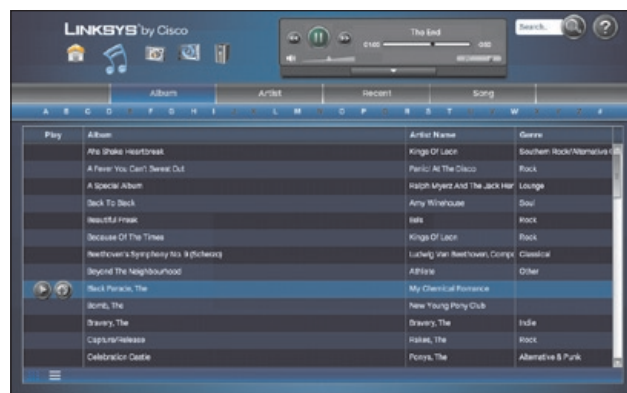 LINKSYS by Cisco
The End
01:00
0:50
Search..
?
Album Artist Recent Song
A B C D E F G H I J K L M N O P Q R S T U V W X Y Z #
Play Album Artist Name Genre
Aha Shake Heartbreak Kings Of Leon Southern Rock/Alternative
A Fever You Can't Sweat Out Panic! At The Disco Rock
A Special Album Ralph Myerz And The Jack Her Lounge
Back To Black Amy Winehouse Soul
Beautiful Freak Eels Rock
Because Of The Times Kings Of Leon Rock
Beethoven's Symphony No. 9 (Scherzo) Ludwig Van Beethoven, Compo Classical
Beyond The Neighbourhood Athlete Other
Black Parade, The My Chemical Romance
Bomb, The New Young Pony Club
Bravery, The Bravery, The Indie
Capture/Release Rakes, The Rock
Celebration Castle Ponys, The Alternative & Punk